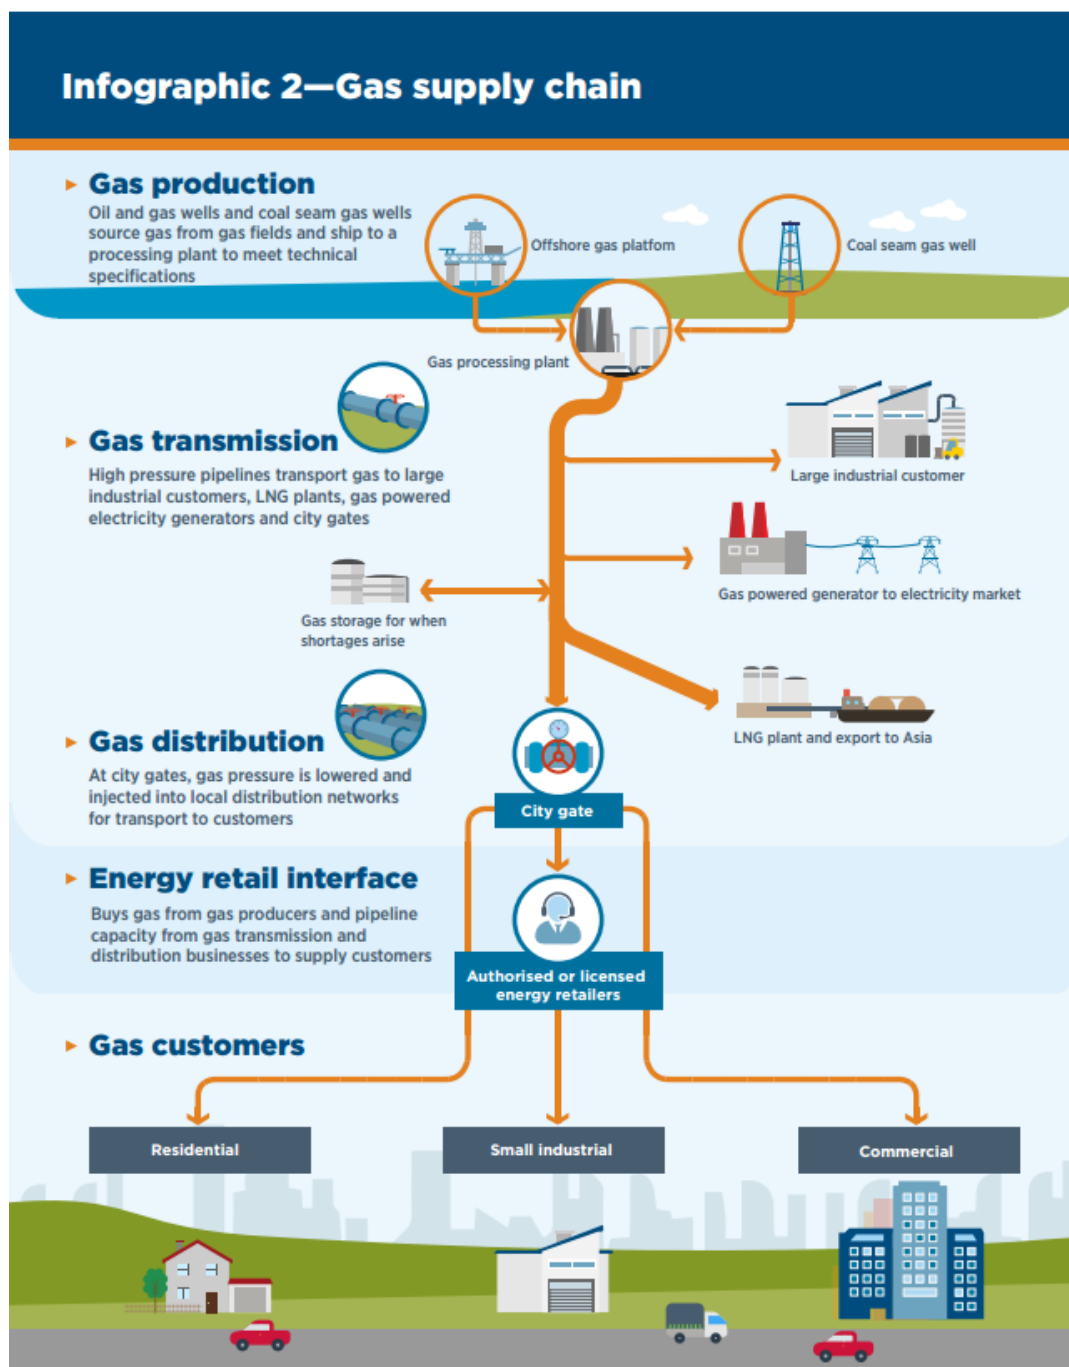 Infographic 2—Gas supply chain
Gas production
Oil and gas wells and coal seam gas wells
source gas from gas fields and ship to a
processing plant to meet technical
specifications
Offshore gas platfom
Coal seam gas well
Gas processing plant
Gas transmission
High pressure pipelines transport gas to large
industrial customers, LNG plants, gas powered
electricity generators and city gates
Large industrial customer
Gas powered generator to electricity market
Gas storage for when
shortages arise
LNG plant and export to Asia
Gas distribution
At city gates, gas pressure is lowered and
injected into local distribution networks
for transport to customers
City gate
Energy retail interface
Buys gas from gas producers and pipeline
capacity from gas transmission and
distribution businesses to supply customers
Authorised or licensed
energy retailers
Gas customers
Residential
Small industrial
Commercial